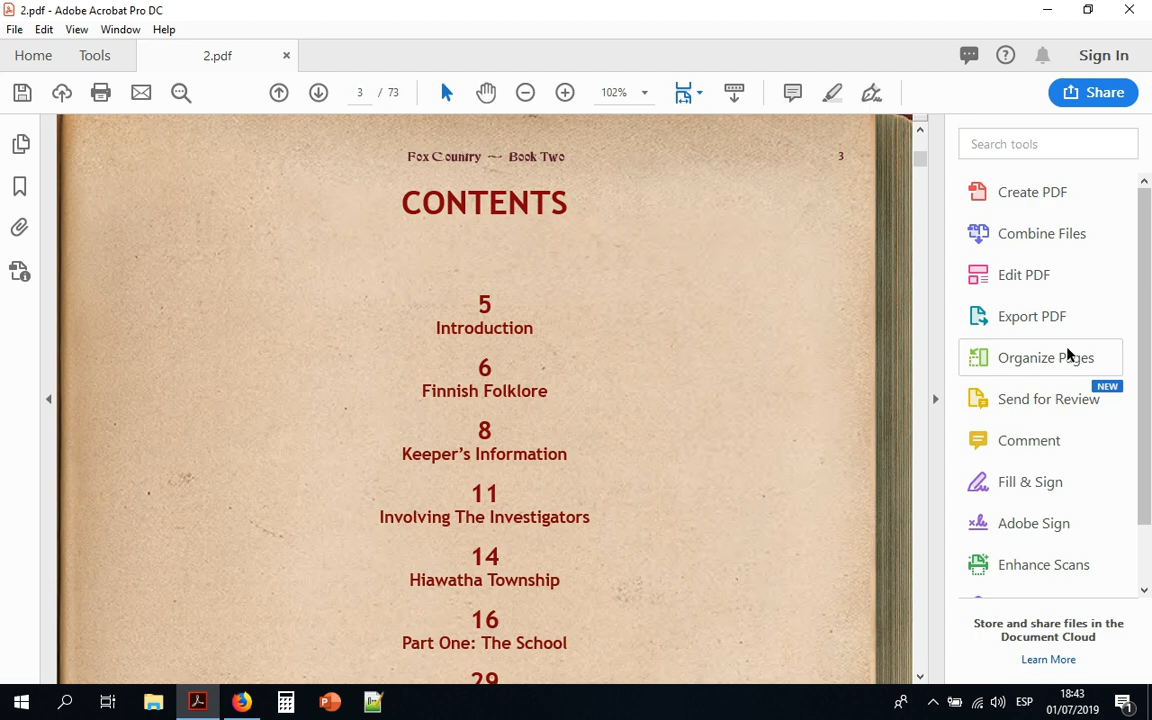 2.pdf - Adobe Acrobat Pro DC
File Edit View Window Help
Home Tools 2.pdf × Sign In
3 / 73 102% Share
Fox Country ~ Book Two 3
CONTENTS
5
Introduction
6
Finnish Folklore
8
Keeper's Information
11
Involving The Investigators
14
Hiawatha Township
16
Part One: The School
29
Search tools
Create PDF
Combine Files
Edit PDF
Export PDF
Organize Pages
NEW
Send for Review
Comment
Fill & Sign
Adobe Sign
Enhance Scans
Store and share files in the
Document Cloud
Learn More
ESP
18:43
01/07/2019
1